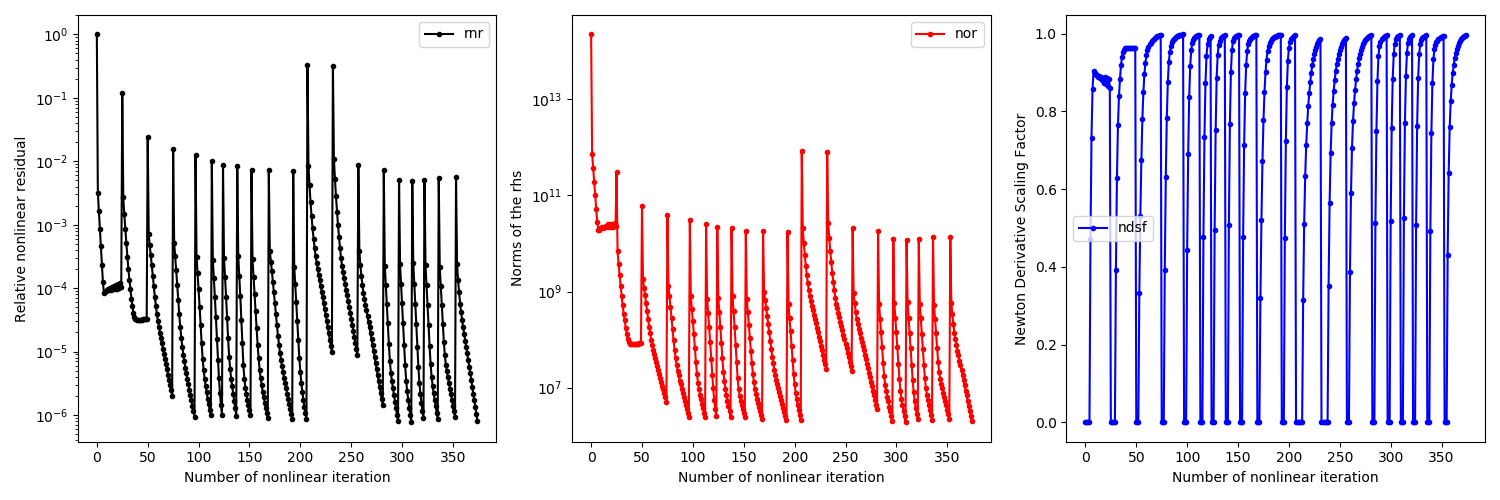 Relative nonlinear residual
10⁰
10⁻¹
10⁻²
10⁻³
10⁻⁴
10⁻⁵
10⁻⁶
rnr
0 50 100 150 200 250 300 350
Number of nonlinear iteration
Norms of the rhs
10¹³
10¹¹
10⁹
10⁷
nor
0 50 100 150 200 250 300 350
Number of nonlinear iteration
Newton Derivative Scaling Factor
1.0
0.8
0.6
0.4
0.2
0.0
ndsf
0 50 100 150 200 250 300 350
Number of nonlinear iteration